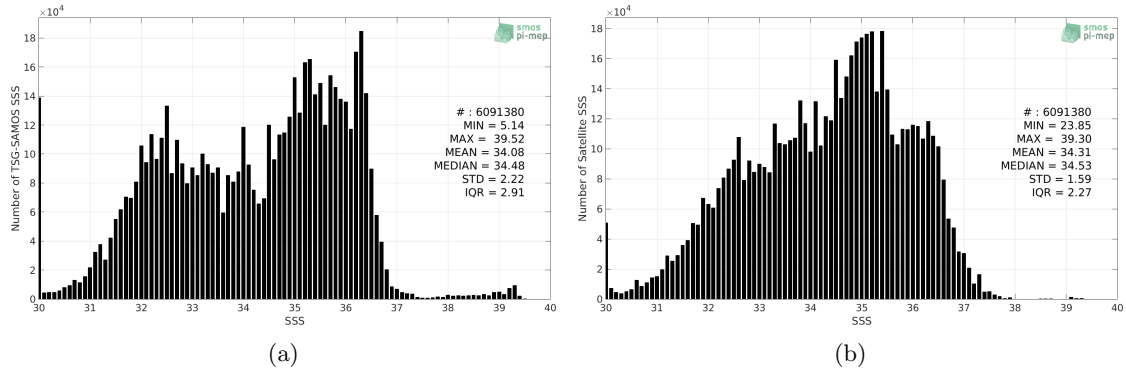 ×10⁴
18
16
14
12
10
8
6
4
2
0
Number of TSG-SAMOS SSS
smos
pi-mep
# : 6091380
MIN = 5.14
MAX = 39.52
MEAN = 34.08
MEDIAN = 34.48
STD = 2.22
IQR = 2.91
30 31 32 33 34 35 36 37 38 39 40
SSS
(a)
×10⁴
18
16
14
12
10
8
6
4
2
0
Number of Satellite SSS
smos
pi-mep
# : 6091380
MIN = 23.85
MAX = 39.30
MEAN = 34.31
MEDIAN = 34.53
STD = 1.59
IQR = 2.27
30 31 32 33 34 35 36 37 38 39 40
SSS
(b)